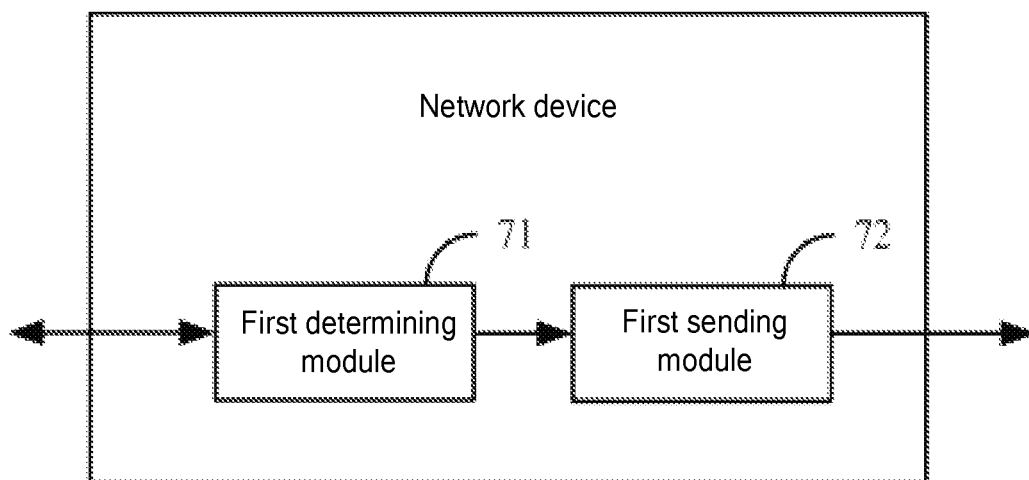 Network device
71
72
First determining
module
First sending
module